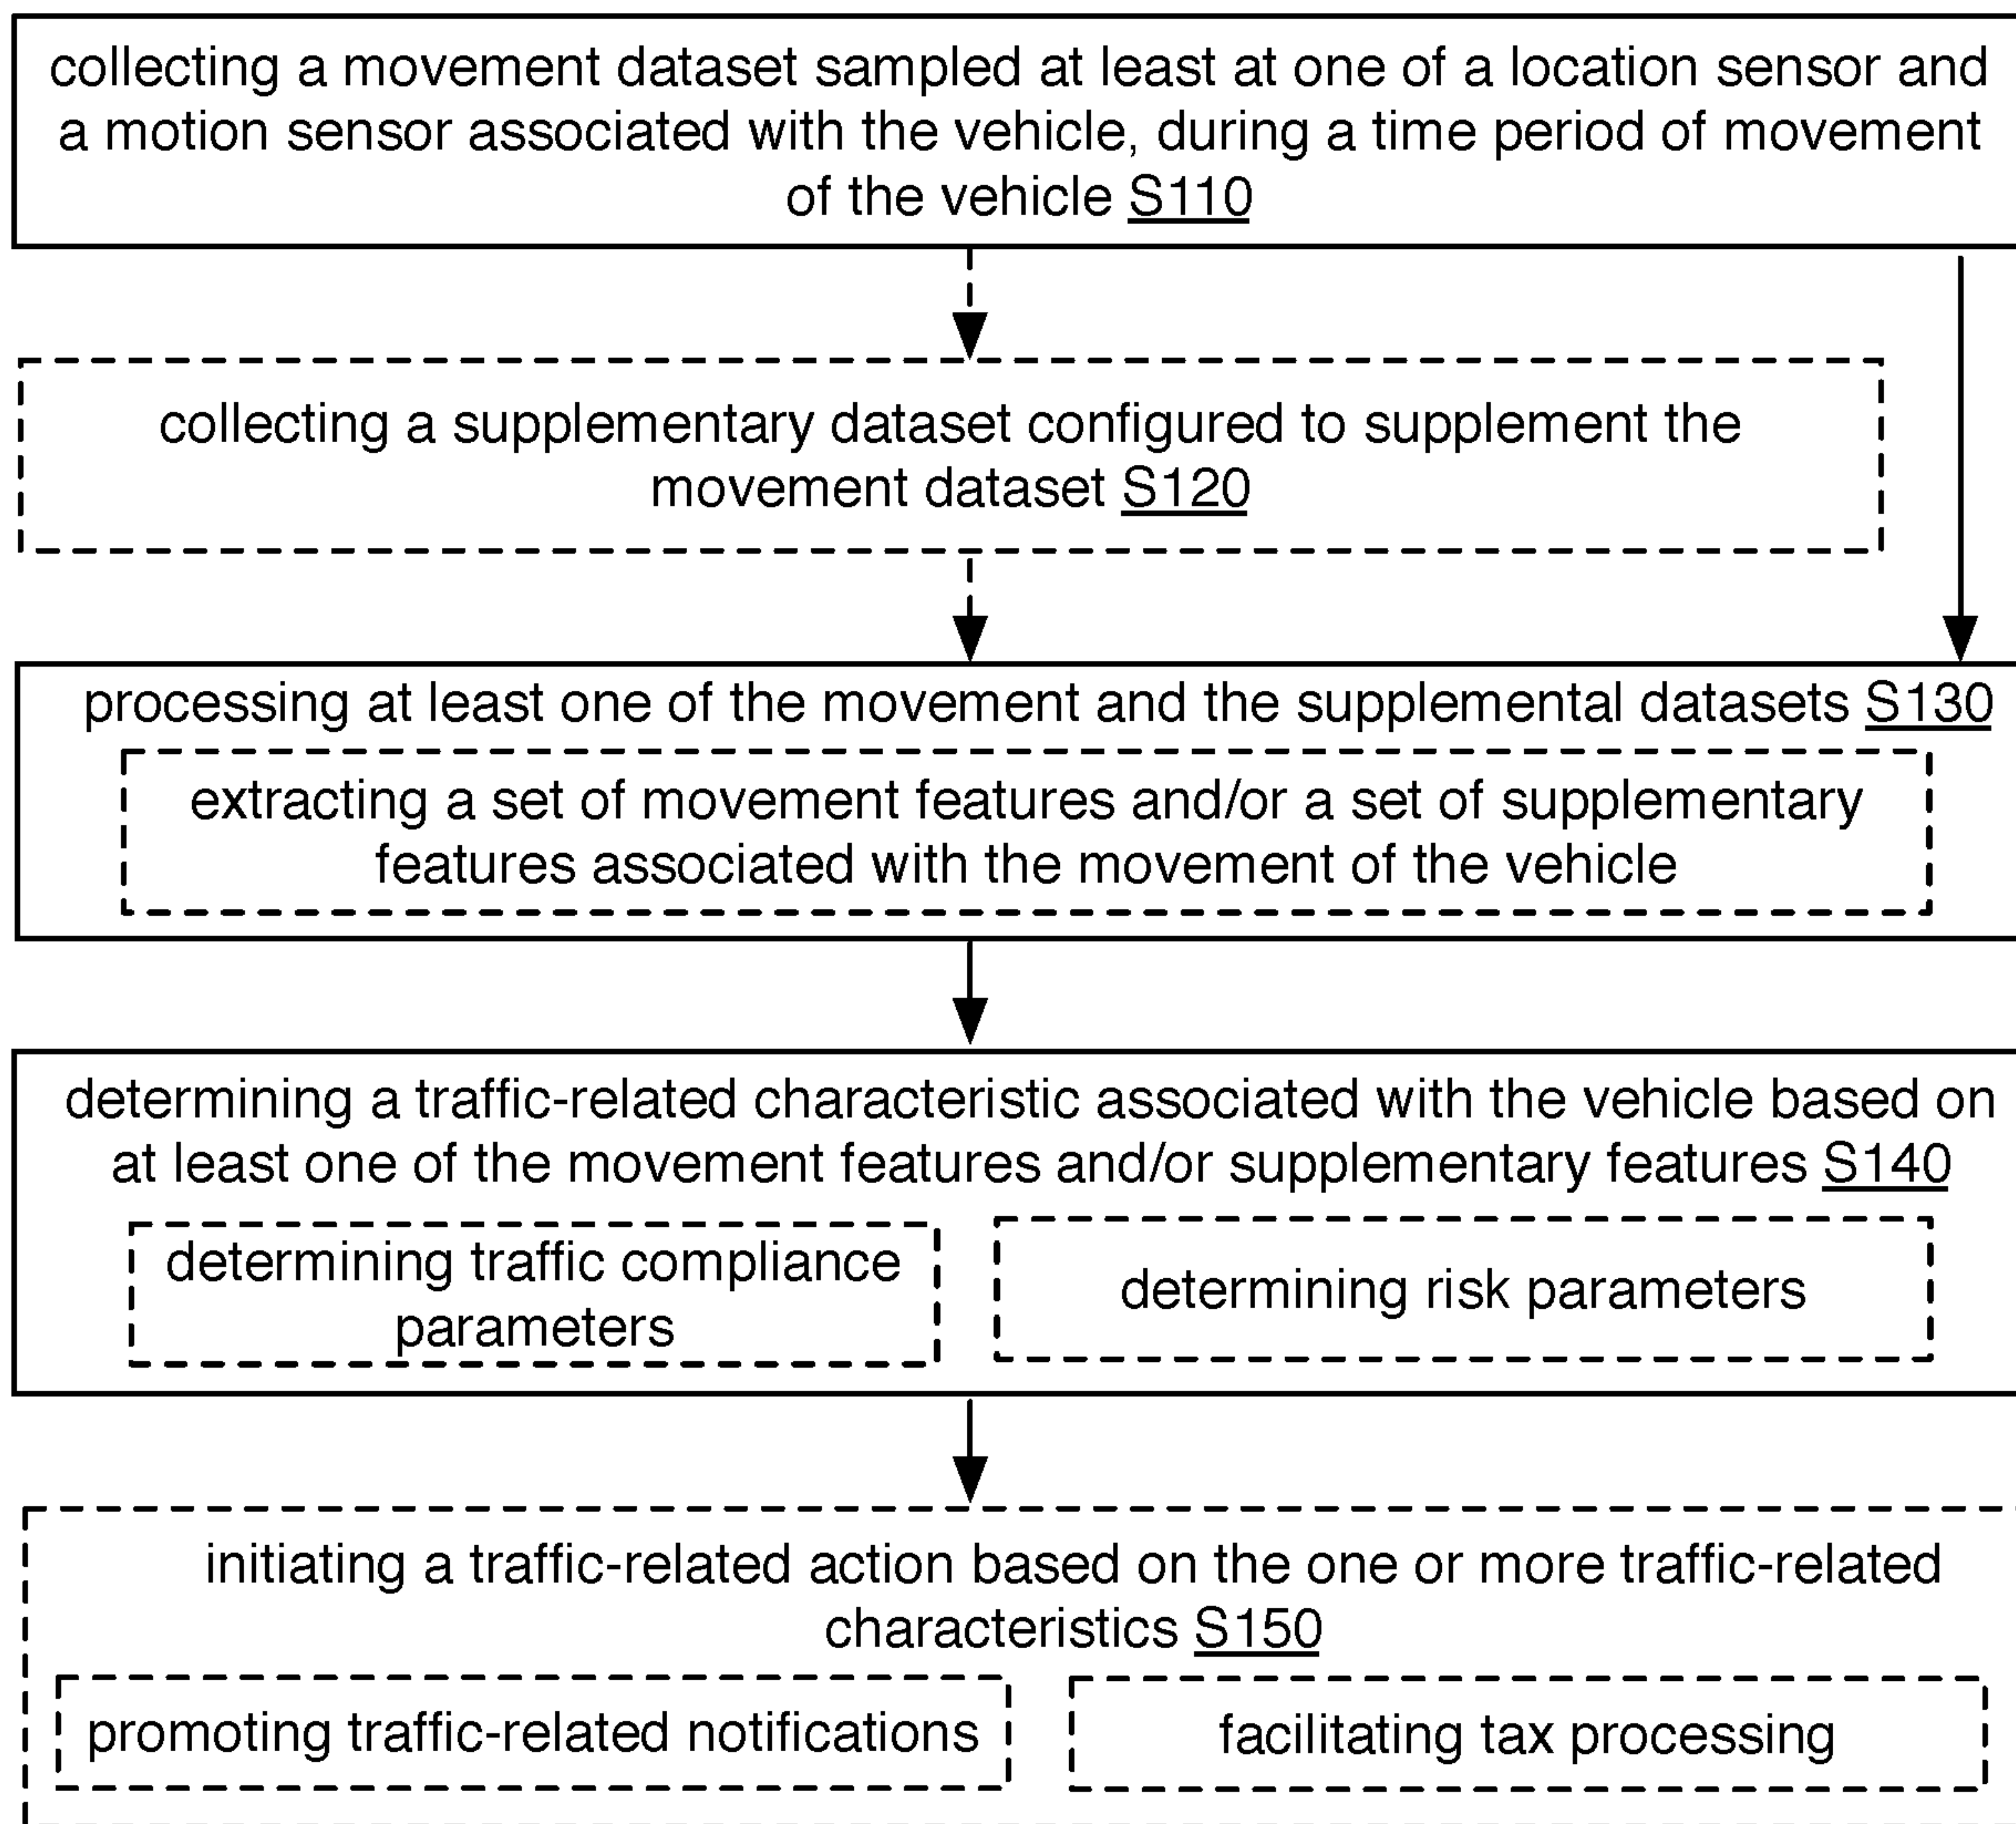 collecting a movement dataset sampled at least at one of a location sensor and
a motion sensor associated with the vehicle, during a time period of movement
of the vehicle S110
collecting a supplementary dataset configured to supplement the
movement dataset S120
processing at least one of the movement and the supplemental datasets S130
extracting a set of movement features and/or a set of supplementary
features associated with the movement of the vehicle
determining a traffic-related characteristic associated with the vehicle based on
at least one of the movement features and/or supplementary features S140
determining traffic compliance
parameters
determining risk parameters
initiating a traffic-related action based on the one or more traffic-related
characteristics S150
promoting traffic-related notifications
facilitating tax processing